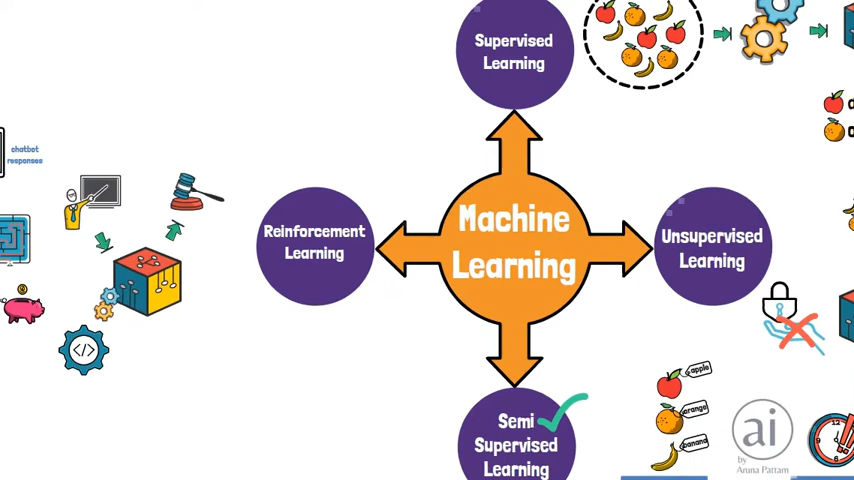 Supervised
Learning
chatbot
responses
Reinforcement
Learning
Machine
Learning
Unsupervised
Learning
</>
apple
orange
banana
Semi
Supervised
Learning
ai
by
Aruna Pattam
12